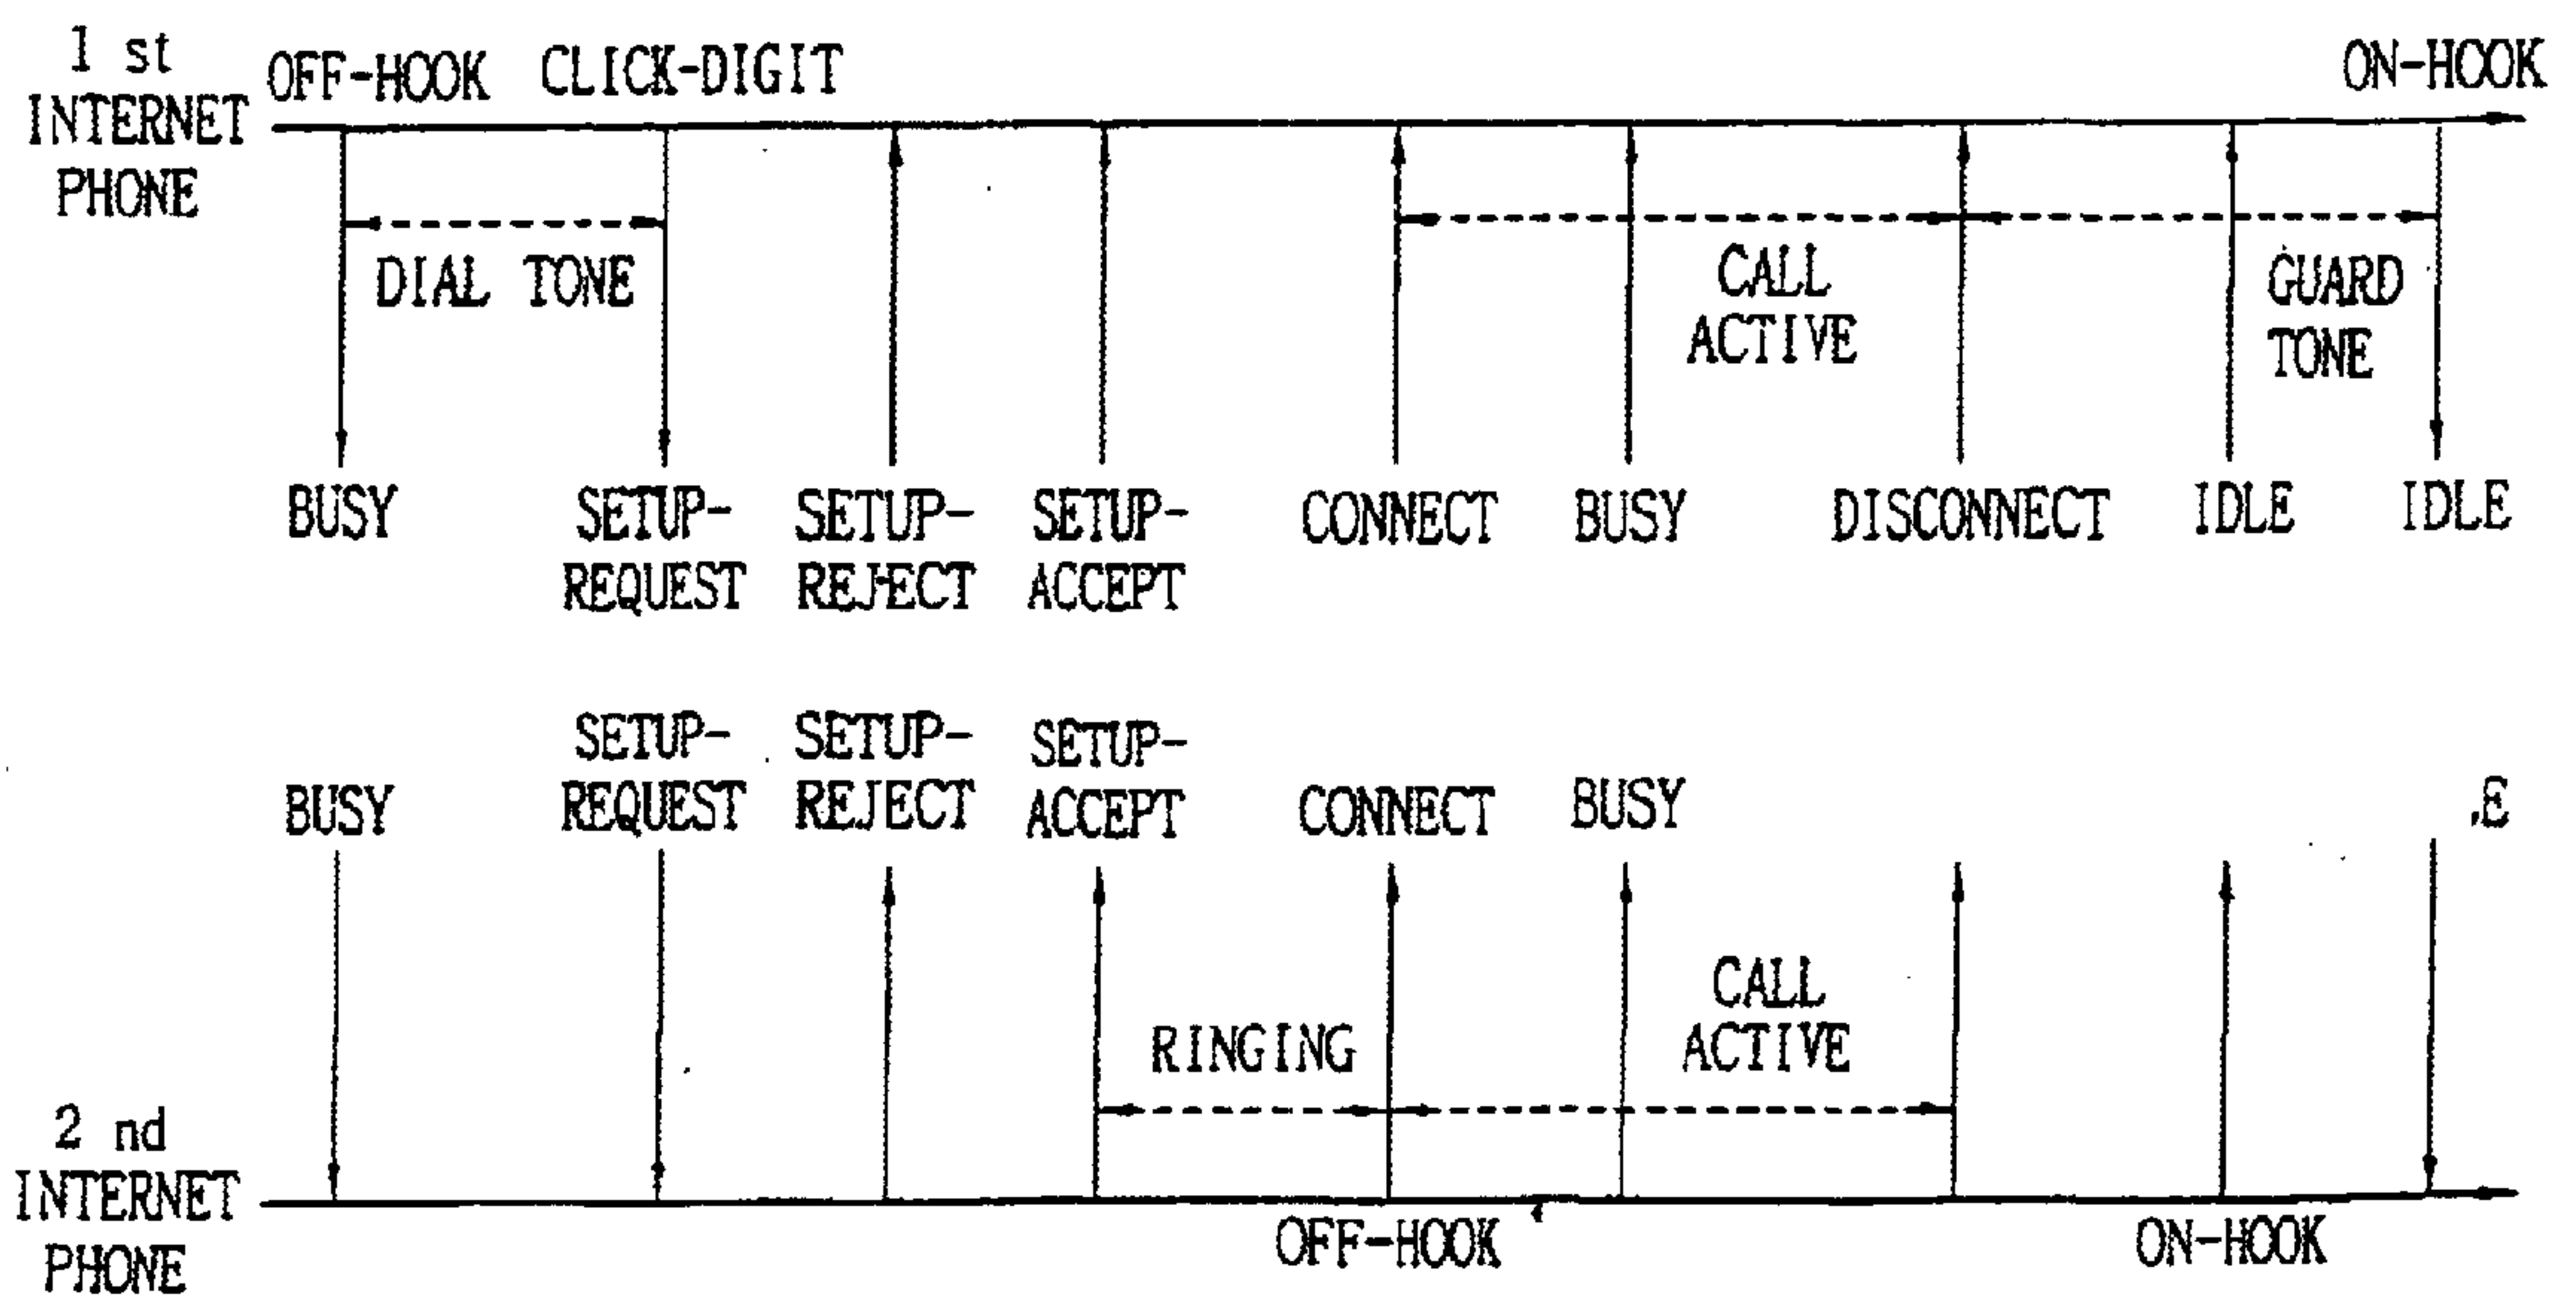 1 st
INTERNET
PHONE
OFF-HOOK CLICK-DIGIT ON-HOOK
DIAL TONE
CALL
ACTIVE
GUARD
TONE
BUSY SETUP- SETUP- SETUP- CONNECT BUSY DISCONNECT IDLE IDLE
REQUEST REJECT ACCEPT
SETUP- SETUP- SETUP-
BUSY REQUEST REJECT ACCEPT CONNECT BUSY
RINGING
CALL
ACTIVE
2 nd
INTERNET
PHONE
OFF-HOOK ON-HOOK